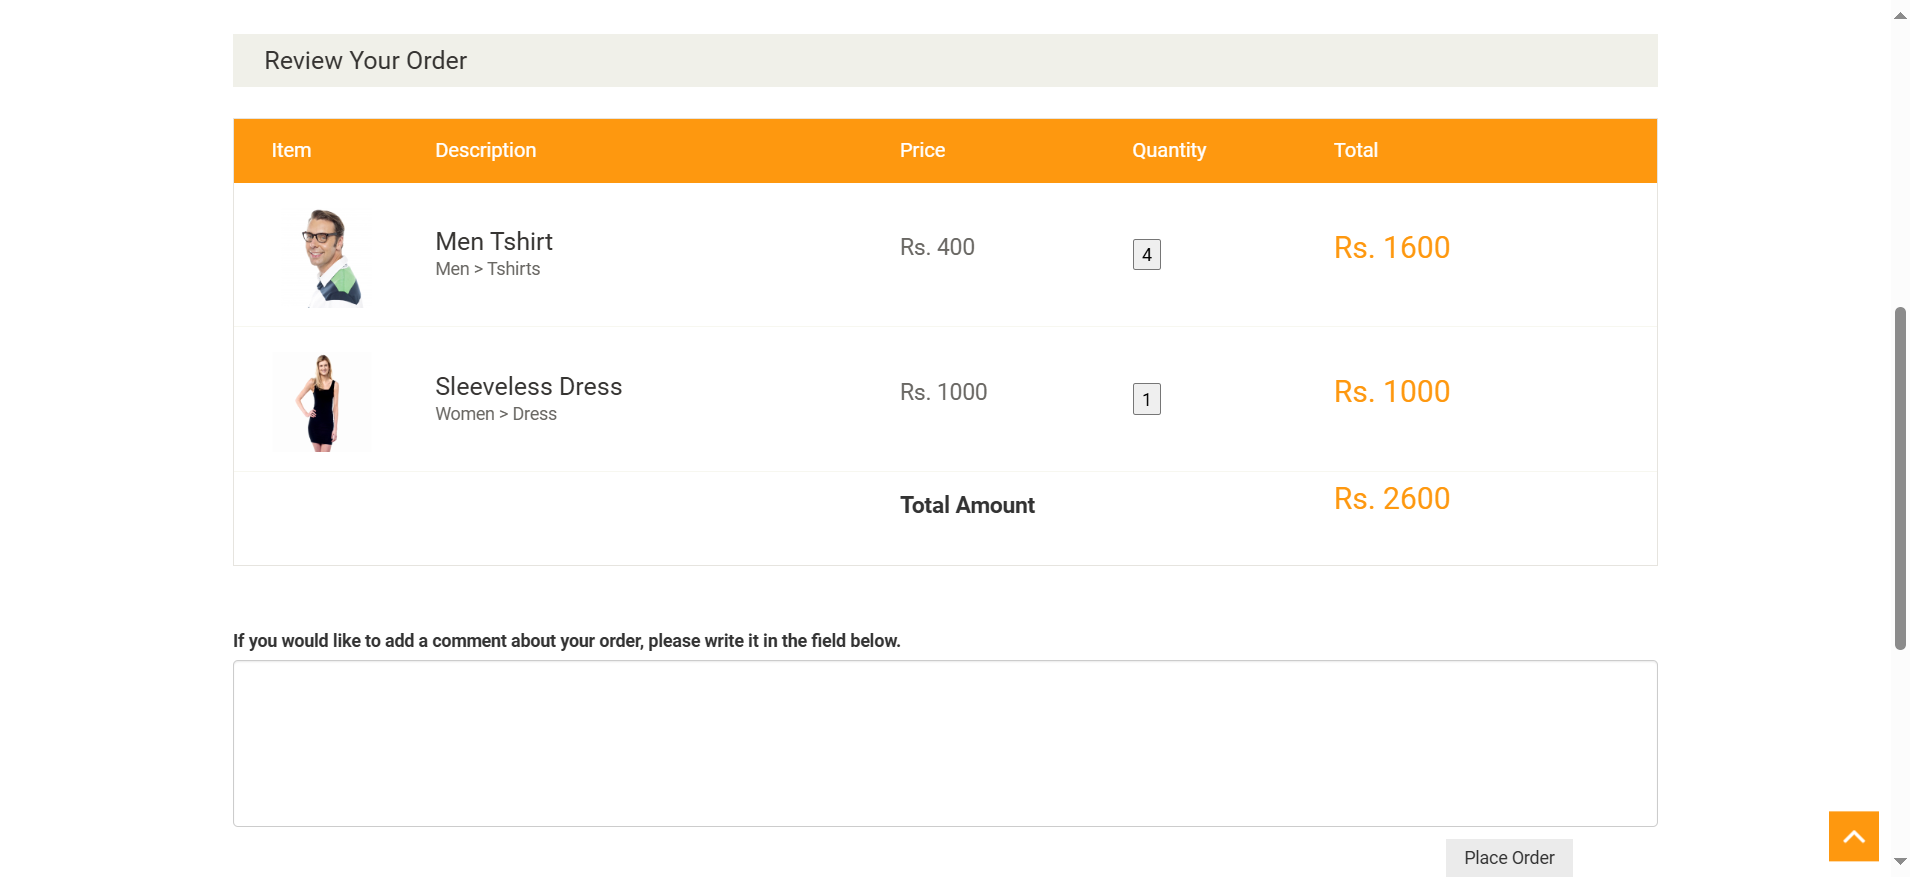 Review Your Order
Item Description Price Quantity Total
Men Tshirt
Men > Tshirts
Rs. 400
4
Rs. 1600
Sleeveless Dress
Women > Dress
Rs. 1000
1
Rs. 1000
Total Amount
Rs. 2600
If you would like to add a comment about your order, please write it in the field below.
Place Order